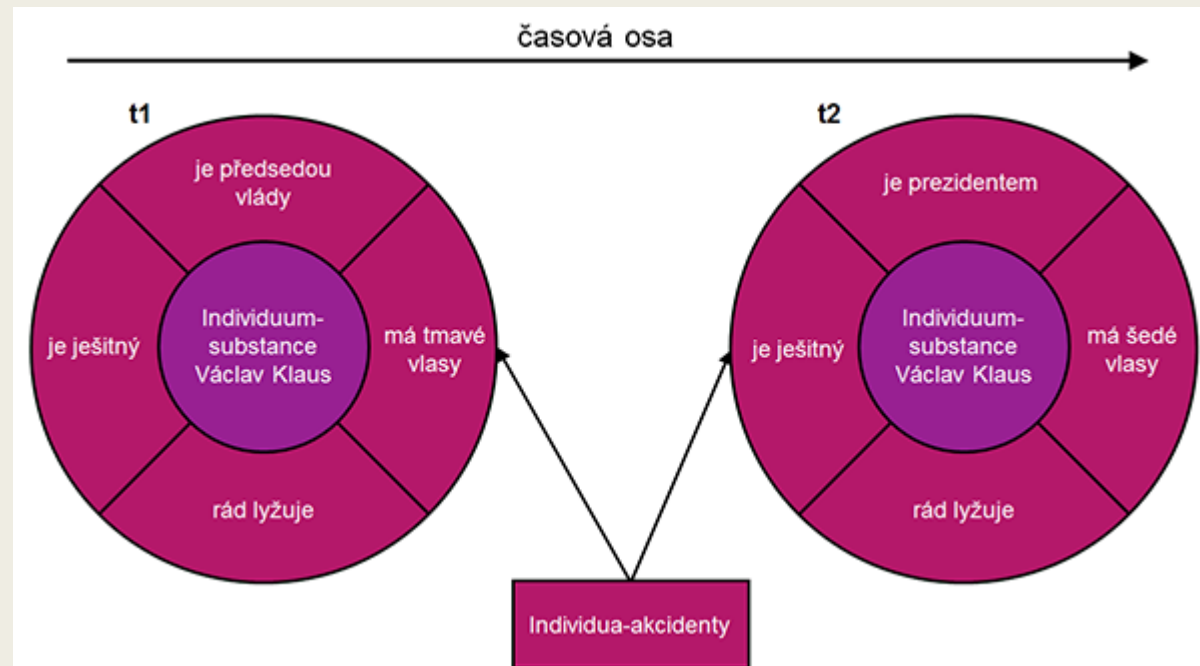 časová osa
t1
je předsedou
vlády
je ješitný
Individuum-
substance
Václav Klaus
má tmavé
vlasy
rád lyžuje
t2
je prezidentem
je ješitný
Individuum-
substance
Václav Klaus
má šedé
vlasy
rád lyžuje
Individua-akcidenty